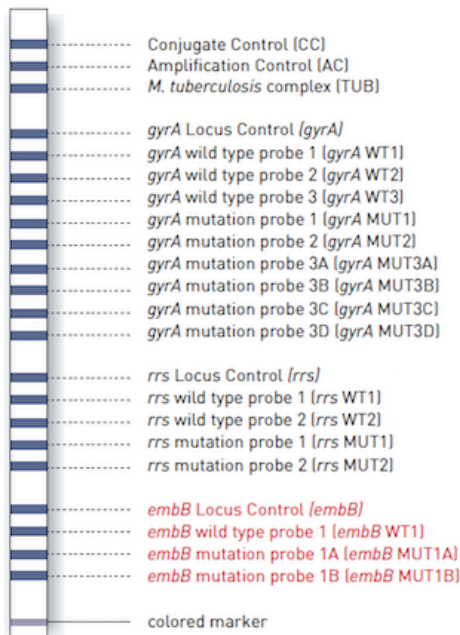 Conjugate Control (CC)
Amplification Control (AC)
M. tuberculosis complex (TUB)
gyrA Locus Control (gyrA)
gyrA wild type probe 1 (gyrA WT1)
gyrA wild type probe 2 (gyrA WT2)
gyrA wild type probe 3 (gyrA WT3)
gyrA mutation probe 1 (gyrA MUT1)
gyrA mutation probe 2 (gyrA MUT2)
gyrA mutation probe 3A (gyrA MUT3A)
gyrA mutation probe 3B (gyrA MUT3B)
gyrA mutation probe 3C (gyrA MUT3C)
gyrA mutation probe 3D (gyrA MUT3D)
rrs Locus Control (rrs)
rrs wild type probe 1 (rrs WT1)
rrs wild type probe 2 (rrs WT2)
rrs mutation probe 1 (rrs MUT1)
rrs mutation probe 2 (rrs MUT2)
embB Locus Control (embB)
embB wild type probe 1 (embB WT1)
embB mutation probe 1A (embB MUT1A)
embB mutation probe 1B (embB MUT1B)
colored marker